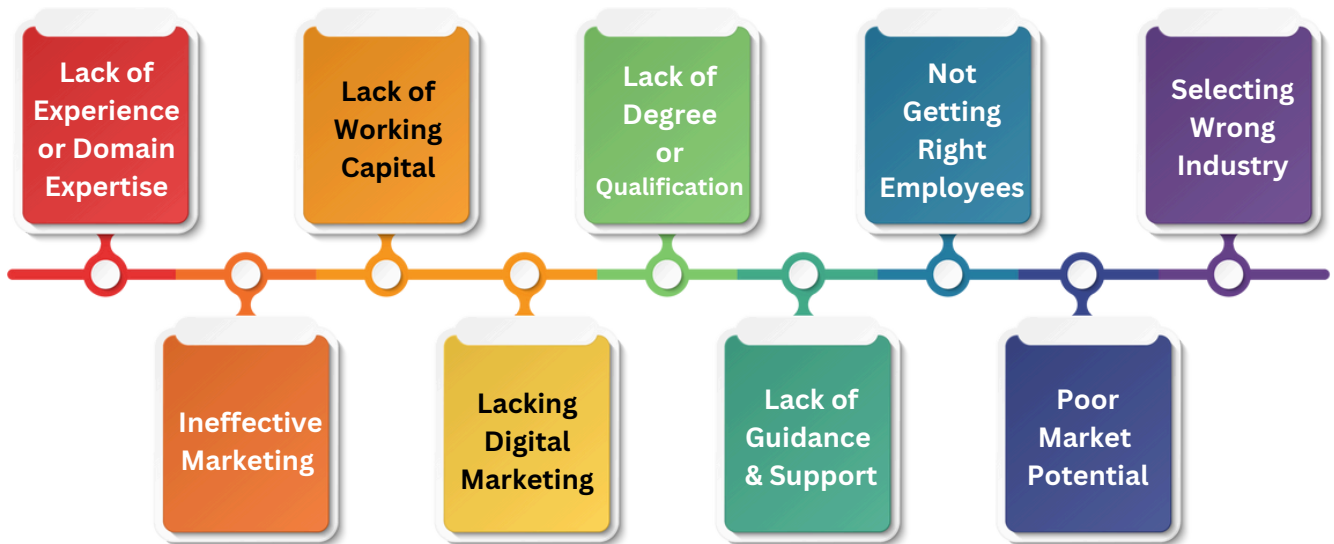 Lack of
Experience
or Domain
Expertise
Lack of
Working
Capital
Lack of
Degree
or
Qualification
Not
Getting
Right
Employees
Selecting
Wrong
Industry
Ineffective
Marketing
Lacking
Digital
Marketing
Lack of
Guidance
& Support
Poor
Market
Potential